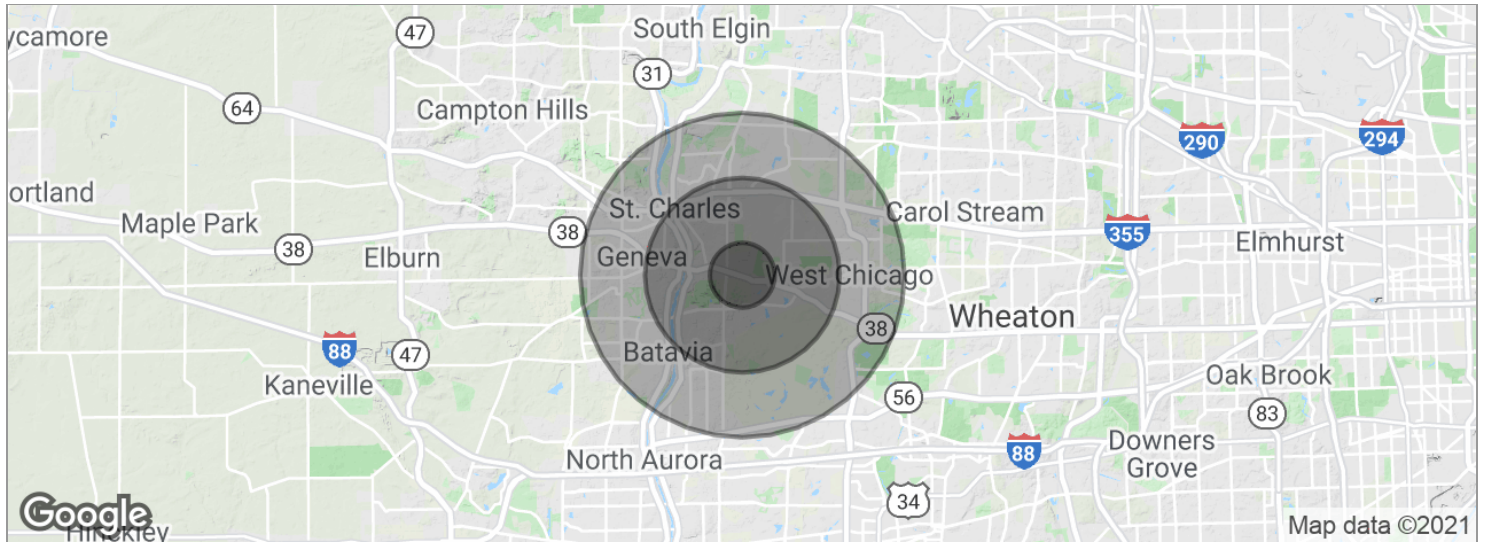 ycamore
47
South Elgin
31
64
Campton Hills
290
294
ortland
St. Charles
Carol Stream
Maple Park
38
38
355
Elmhurst
Elburn
Geneva
West Chicago
Wheaton
38
88
47
Batavia
Kaneville
Oak Brook
56
83
North Aurora
88
Downers
Grove
34
Google
Hinckley
Map data ©2021